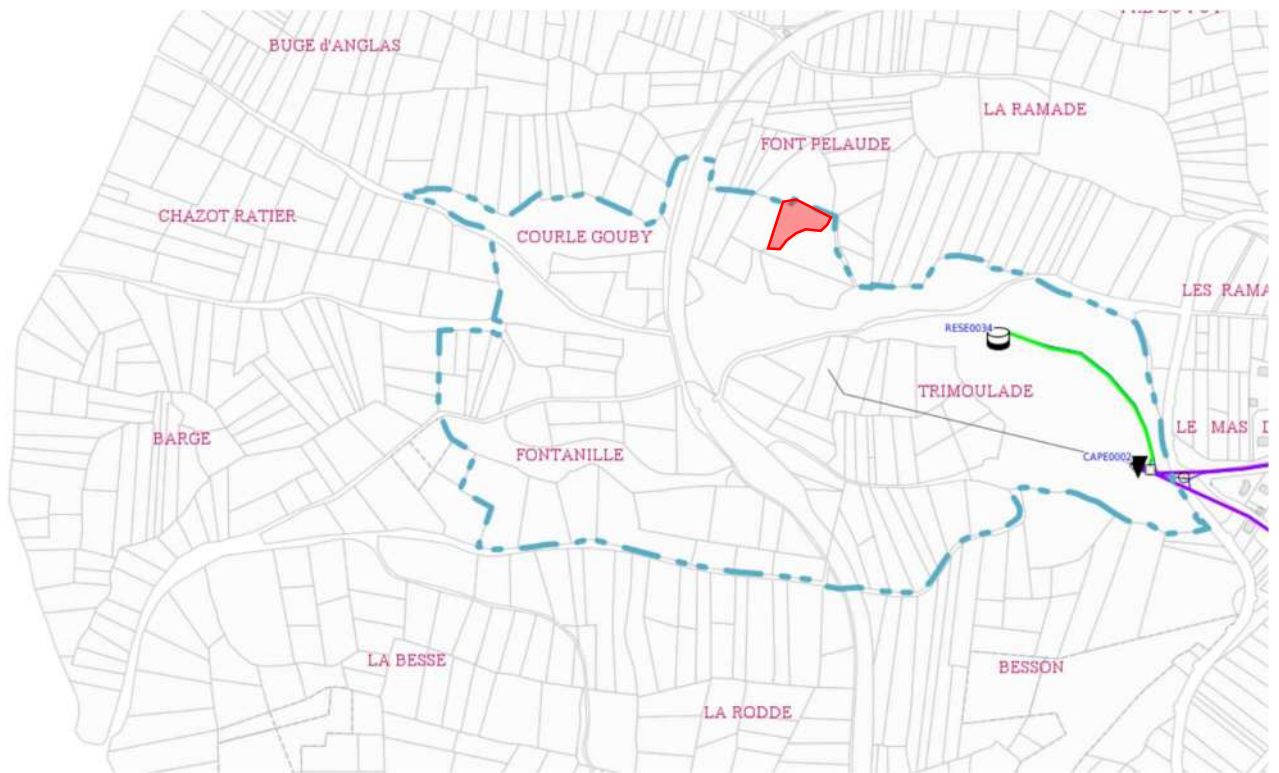 BUGE d'ANGLAS
LA RAMADE
FONT PELAUDE
CHAZOT RATIER
COURLE GOUBY
LES RAMA
RESE0034
TRIMOULADE
LE MAS D
BARGE
FONTANILLE
CAPE0002
LA BESSE
BESSON
LA RODDE